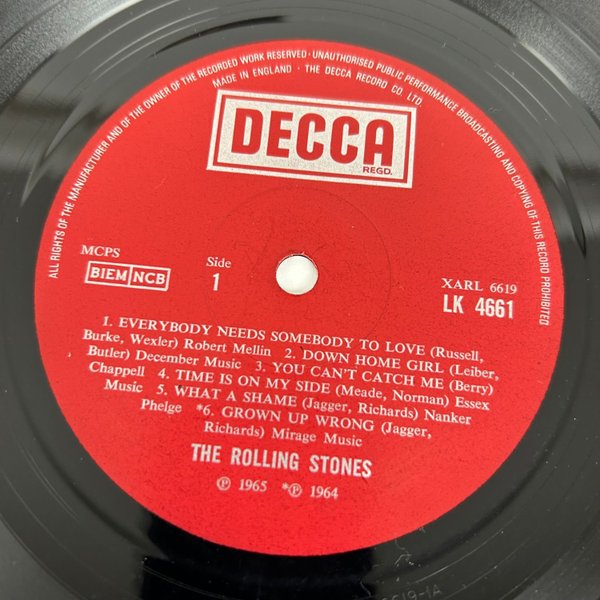 ALL RIGHTS OF THE MANUFACTURER AND OF THE OWNER OF THE RECORDED WORK RESERVED · UNAUTHORISED PUBLIC PERFORMANCE BROADCASTING AND COPYING OF THIS RECORD PROHIBITED
MADE IN ENGLAND · THE DECCA RECORD CO. LTD.
DECCA
REGD.
MCPS
BIEM NCB
Side
1
XARL 6619
LK 4661
1. EVERYBODY NEEDS SOMEBODY TO LOVE (Russell,
Burke, Wexler) Robert Mellin 2. DOWN HOME GIRL (Leiber,
Butler) December Music 3. YOU CAN'T CATCH ME (Berry)
Chappell 4. TIME IS ON MY SIDE (Meade, Norman) Essex
Music 5. WHAT A SHAME (Jagger, Richards) Nanker
Phelge *6. GROWN UP WRONG (Jagger,
Richards) Mirage Music
THE ROLLING STONES
℗ 1965 *℗ 1964